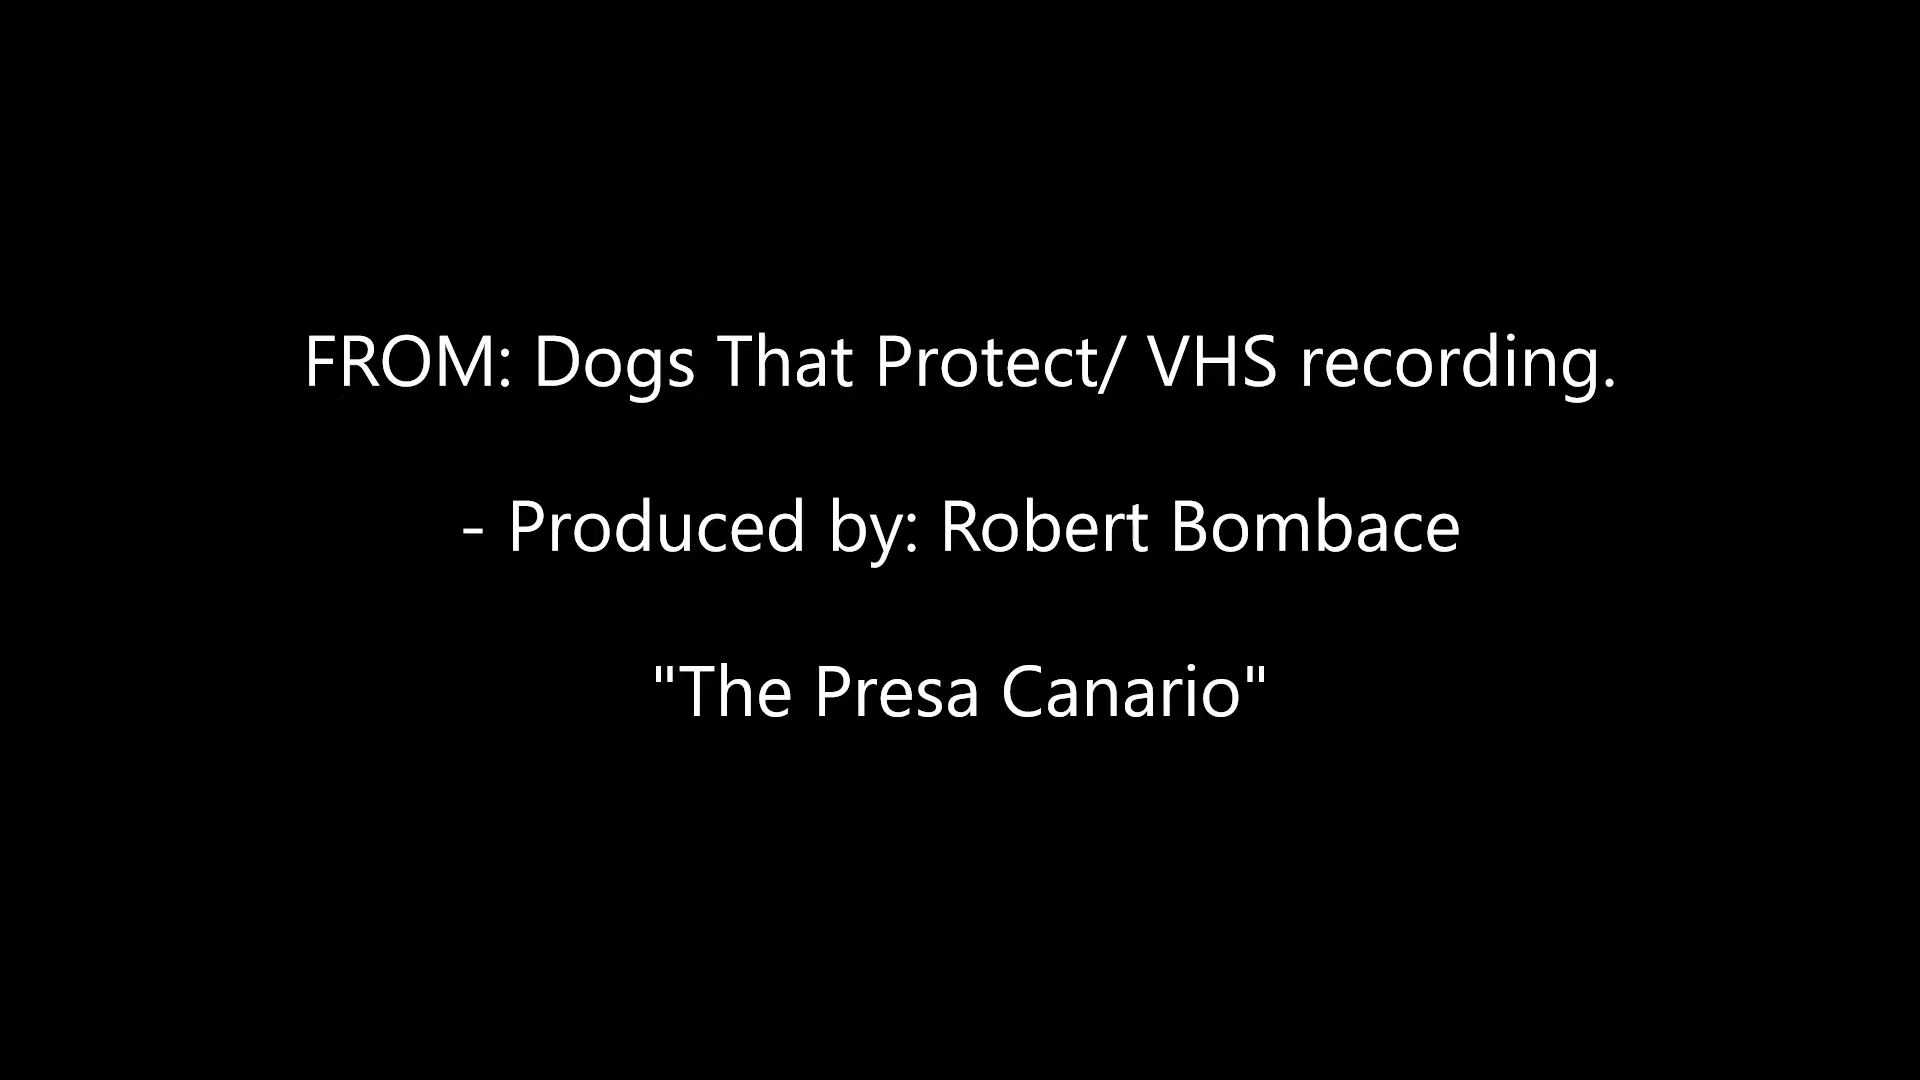 FROM: Dogs That Protect/ VHS recording.
- Produced by: Robert Bombace
"The Presa Canario"